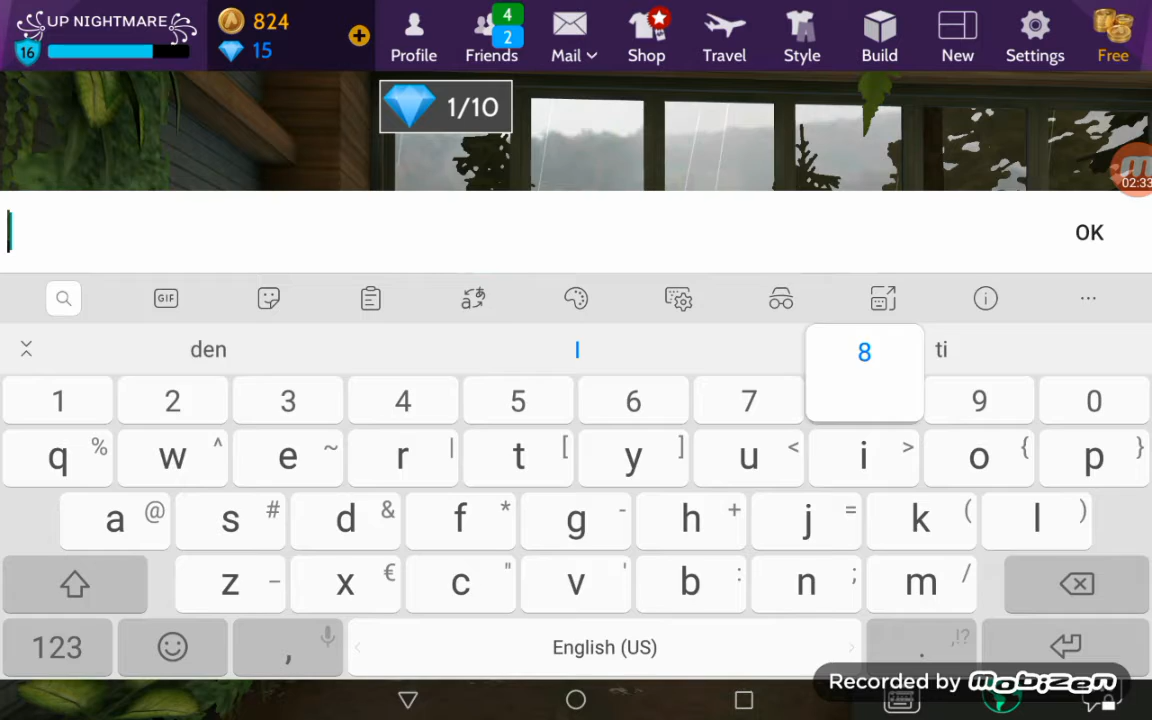 UP NIGHTMARE
16
824
15
4
2
Profile
Friends
Mail
Shop
Travel
Style
Build
New
Settings
Free
1/10
02:33
OK
GIF
den I ti
8
1 2 3 4 5 6 7 9 0
q % w ^ e ~ r | t [ y ] u < i > o { p }
a @ s # d & f * g - h + j = k ( l )
z _ x € c " v ' b : n ; m /
123 , English (US) . ,!?
Recorded by mobizen